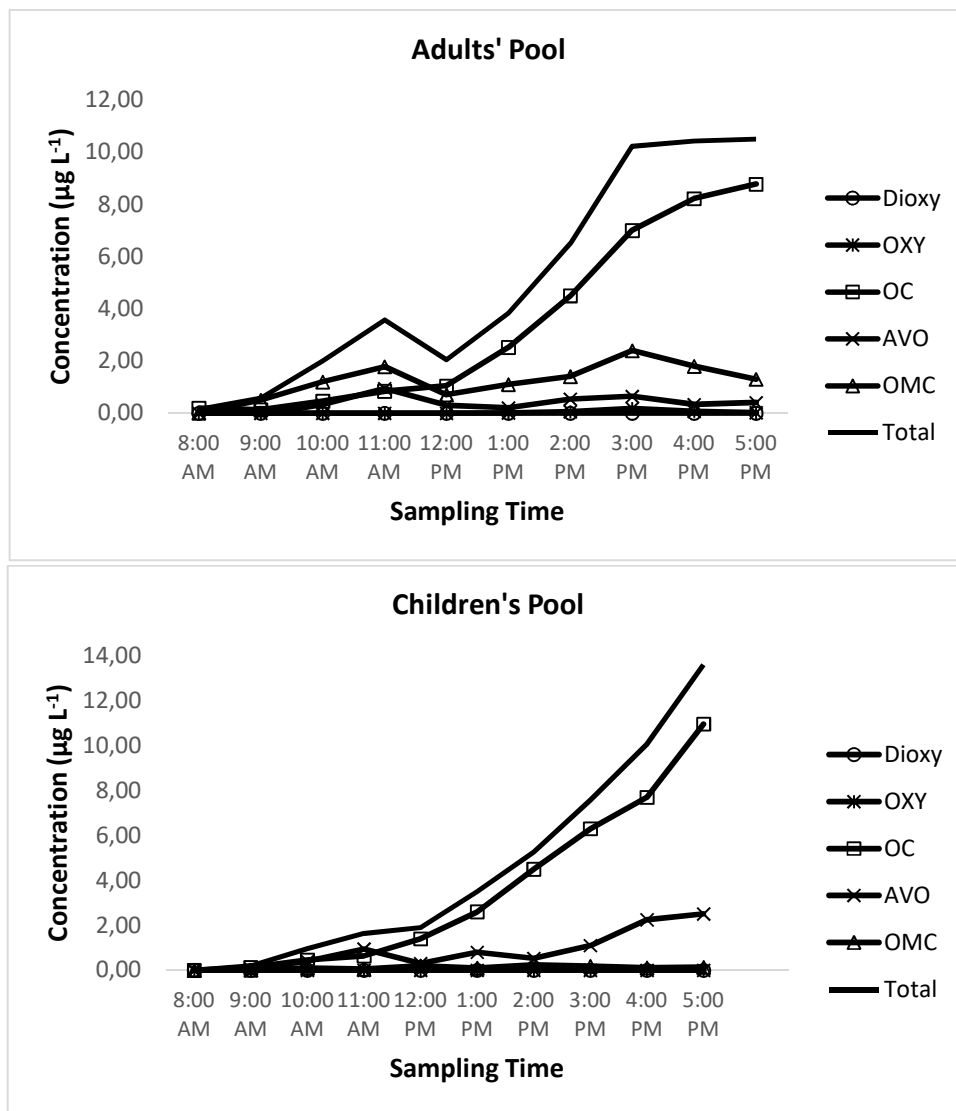 Adults' Pool
Concentration (µg L-1)
12,00
10,00
8,00
6,00
4,00
2,00
0,00
8:00 9:00 10:00 11:00 12:00 1:00 2:00 3:00 4:00 5:00
AM AM AM AM PM PM PM PM PM PM
Sampling Time
Dioxy
OXY
OC
AVO
OMC
Total
Children's Pool
Concentration (µg L-1)
14,00
12,00
10,00
8,00
6,00
4,00
2,00
0,00
8:00 9:00 10:00 11:00 12:00 1:00 2:00 3:00 4:00 5:00
AM AM AM AM PM PM PM PM PM PM
Sampling Time
Dioxy
OXY
OC
AVO
OMC
Total